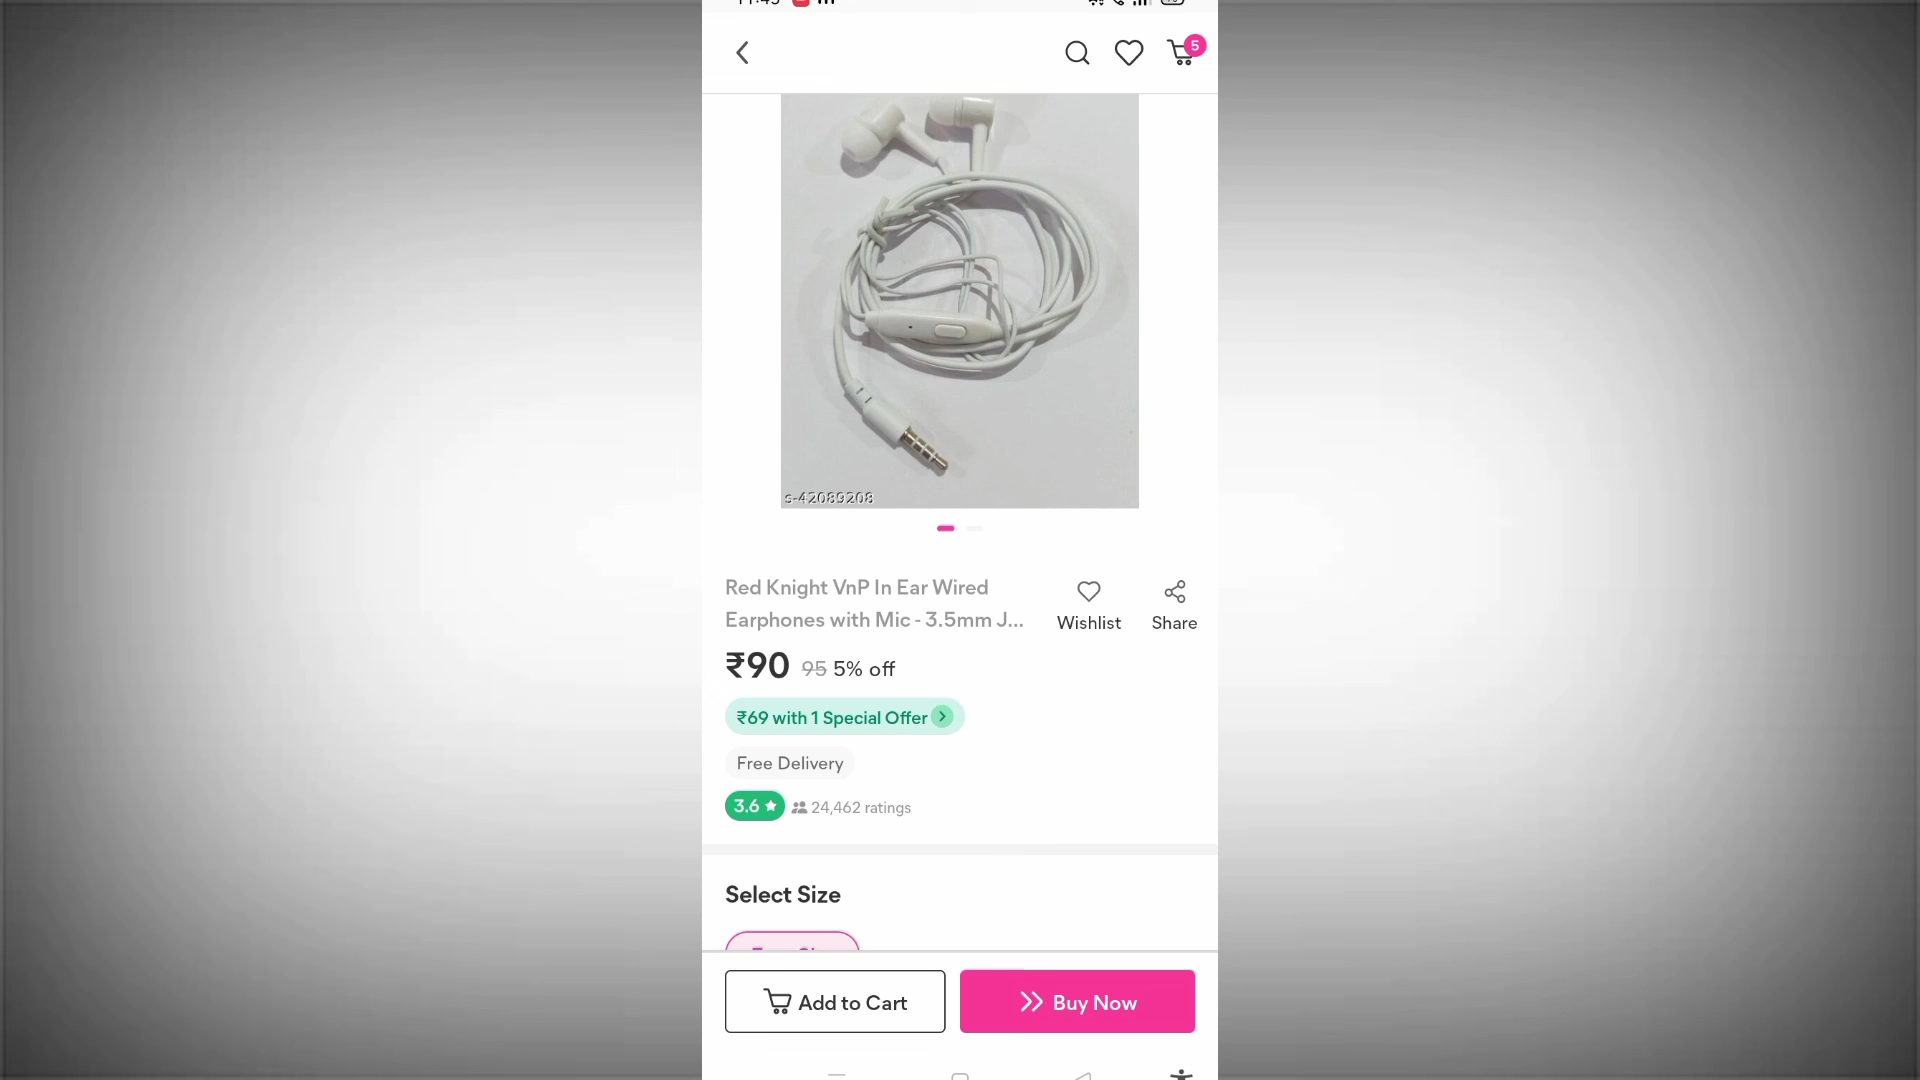 5
s-42089208
Red Knight VnP In Ear Wired
Earphones with Mic - 3.5mm J...
Wishlist
Share
₹90 95 5% off
₹69 with 1 Special Offer
Free Delivery
3.6 24,462 ratings
Select Size
Add to Cart
Buy Now